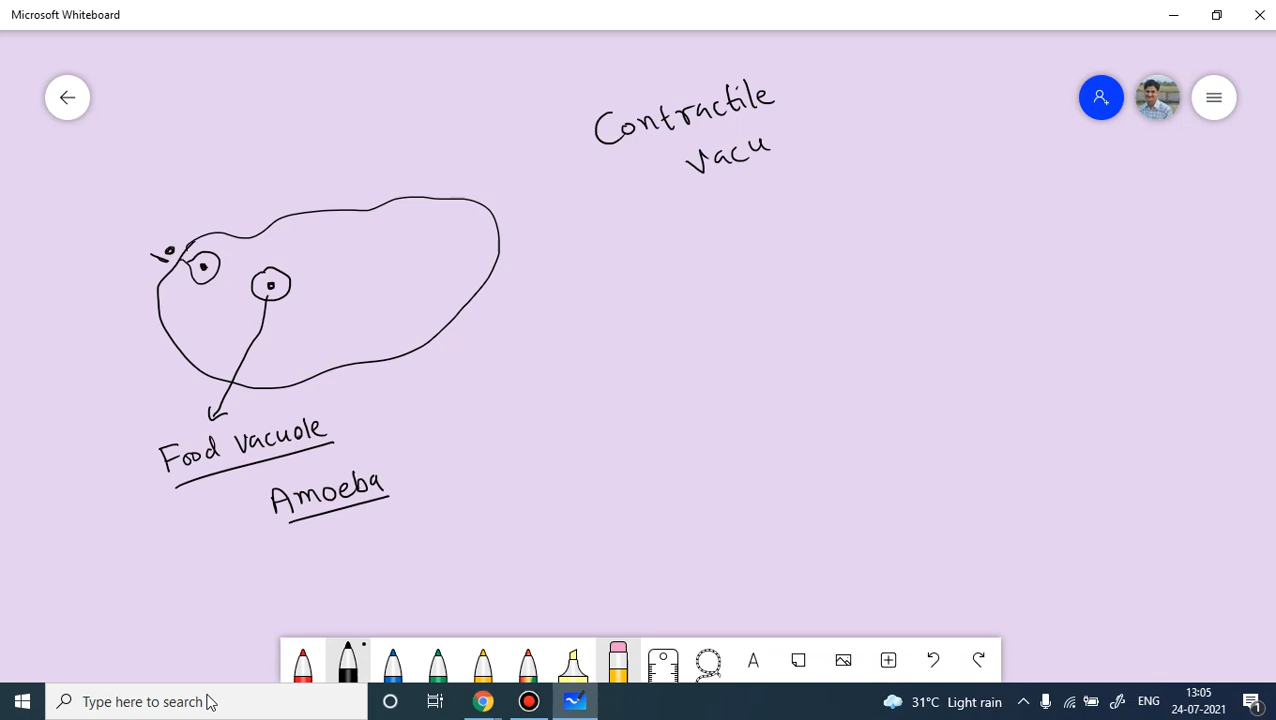 Microsoft Whiteboard
Contractile
vacu
Food vacuole
Amoeba
A
Type here to search
31°C Light rain
ENG
13:05
24-07-2021
1